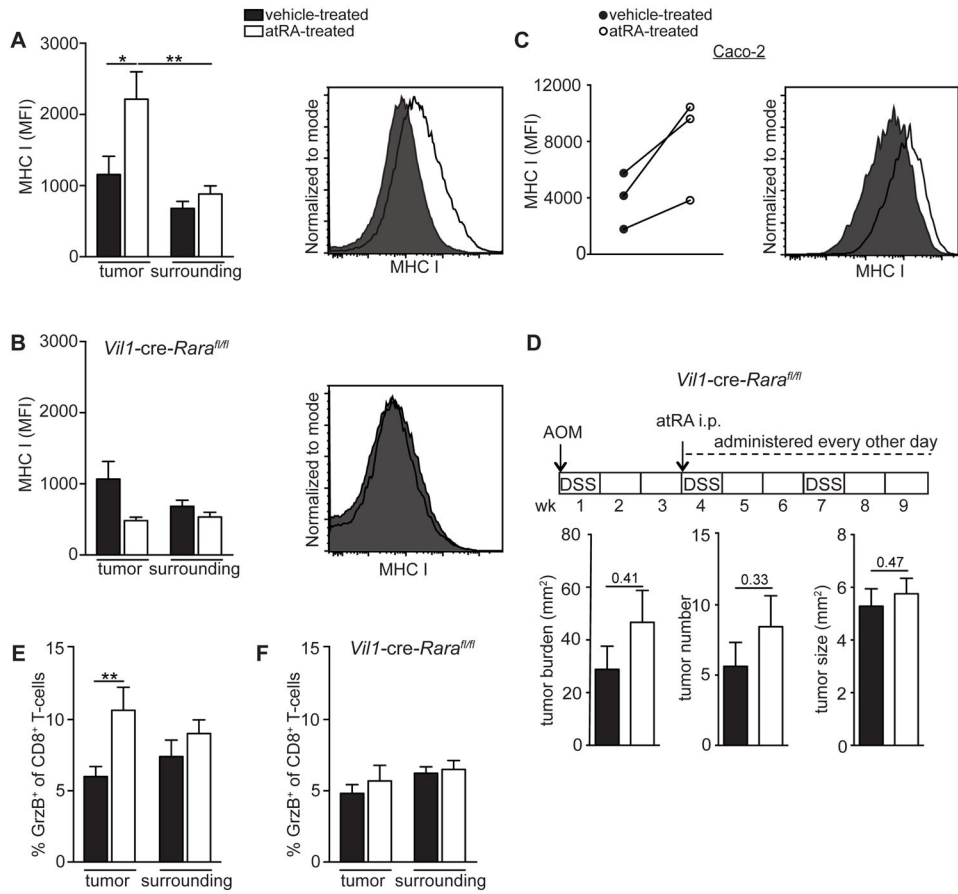 vehicle-treated
atRA-treated
vehicle-treated
atRA-treated
A
3000
2000
1000
0
MHC I (MFI)
*
**
tumor
surrounding
Normalized to mode
MHC I
C
Caco-2
12000
8000
4000
0
MHC I (MFI)
Normalized to mode
MHC I
B
Vil1-cre-Rara^fl/fl
3000
2000
1000
0
MHC I (MFI)
tumor
surrounding
Normalized to mode
MHC I
D
Vil1-cre-Rara^fl/fl
AOM
atRA i.p.
administered every other day
DSS DSS DSS
wk 1 2 3 4 5 6 7 8 9
80
60
40
20
0
tumor burden (mm²)
0.41
15
10
5
0
tumor number
0.33
8
6
4
2
0
tumor size (mm²)
0.47
E
15
10
5
0
% GrzB⁺ of CD8⁺ T-cells
**
tumor
surrounding
F
Vil1-cre-Rara^fl/fl
15
10
5
0
% GrzB⁺ of CD8⁺ T-cells
tumor
surrounding